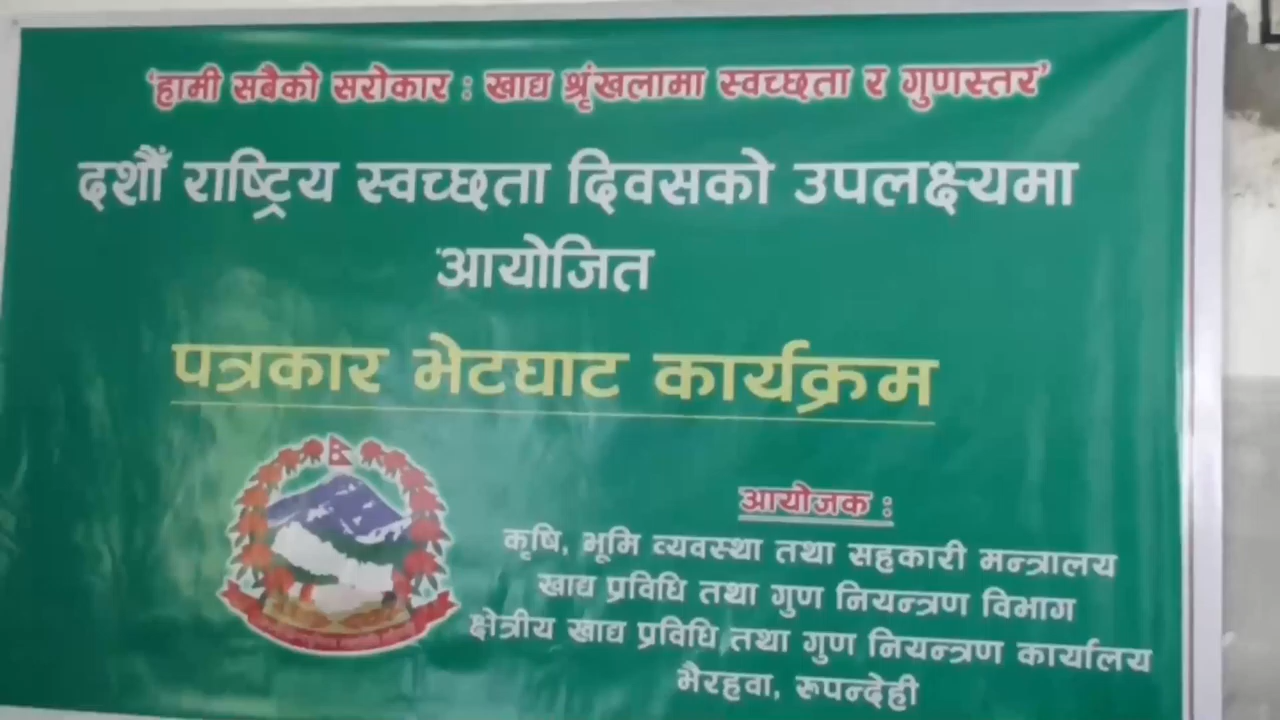 'हामी सबैको सरोकार : खाद्य श्रृंखलामा स्वच्छता र गुणस्तर'
दशौँ राष्ट्रिय स्वच्छता दिवसको उपलक्ष्यमा
आयोजित
पत्रकार भेटघाट कार्यक्रम
आयोजक :
कृषि, भूमि व्यवस्था तथा सहकारी मन्त्रालय
खाद्य प्रविधि तथा गुण नियन्त्रण विभाग
क्षेत्रीय खाद्य प्रविधि तथा गुण नियन्त्रण कार्यालय
भैरहवा, रुपन्देही